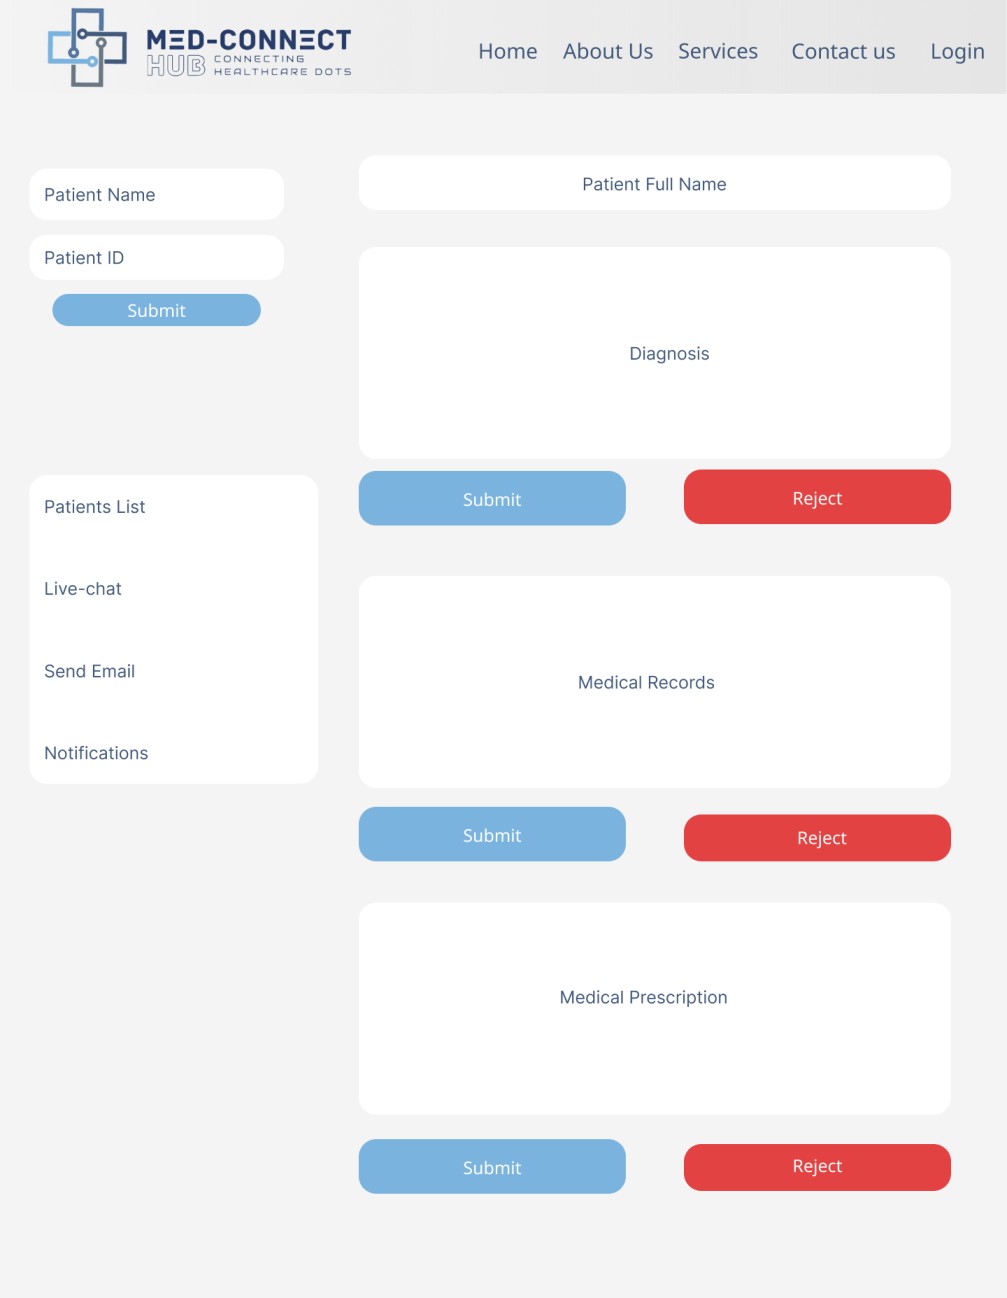 MED-CONNECT
HUB CONNECTING
HEALTHCARE DOTS
Home About Us Services Contact us Login
Patient Name
Patient ID
Submit
Patients List
Live-chat
Send Email
Notifications
Patient Full Name
Diagnosis
Submit Reject
Medical Records
Submit Reject
Medical Prescription
Submit Reject